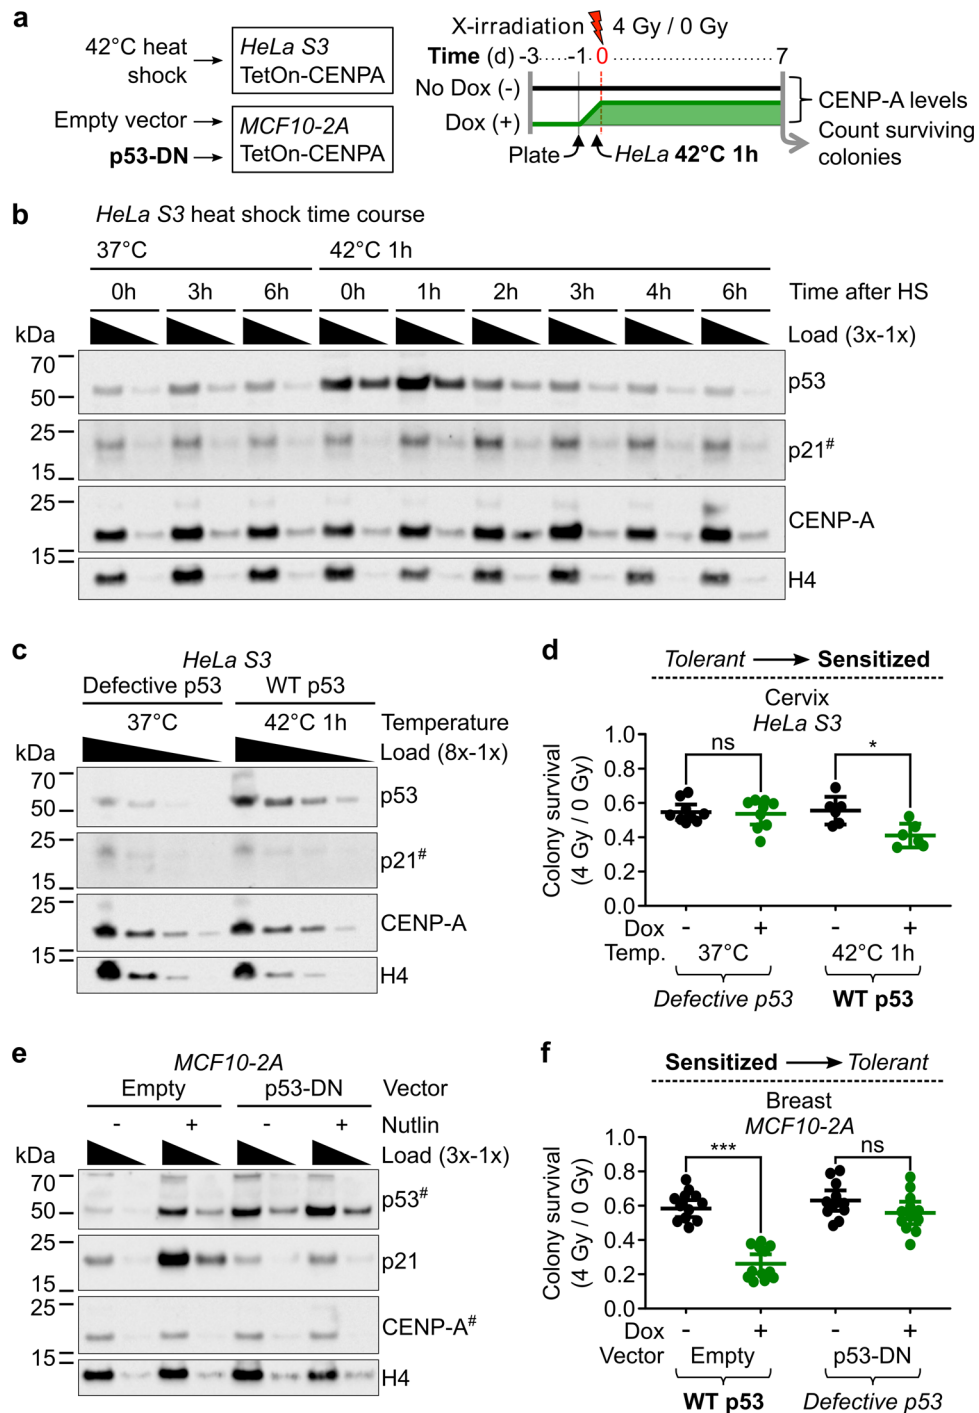 a
42°C heat shock
HeLa S3
TetOn-CENPA
Empty vector
p53-DN
MCF10-2A
TetOn-CENPA
X-irradiation 4 Gy / 0 Gy
Time (d) -3 -1 0 7
No Dox (-)
Dox (+)
CENP-A levels
Count surviving colonies
Plate
HeLa 42°C 1h
b
HeLa S3 heat shock time course
37°C 42°C 1h
0h 3h 6h 0h 1h 2h 3h 4h 6h Time after HS
kDa Load (3x-1x)
70
50
p53
25
15
p21#
25
15
CENP-A
H4
c
HeLa S3
Defective p53 WT p53
37°C 42°C 1h Temperature
kDa Load (8x-1x)
70
50
p53
p21#
15
25
CENP-A
15
H4
d
Tolerant Sensitized
Cervix
HeLa S3
Colony survival
(4 Gy / 0 Gy)
1.0
0.8
0.6
0.4
0.2
0.0
ns *
Dox - + - +
Temp. 37°C 42°C 1h
Defective p53 WT p53
e
MCF10-2A
Empty p53-DN Vector
- + - + Nutlin
kDa Load (3x-1x)
70
50
p53#
25
15
p21
25
15
CENP-A#
H4
f
Sensitized Tolerant
Breast
MCF10-2A
Colony survival
(4 Gy / 0 Gy)
1.0
0.8
0.6
0.4
0.2
0.0
*** ns
Dox - + - +
Vector Empty p53-DN
WT p53 Defective p53